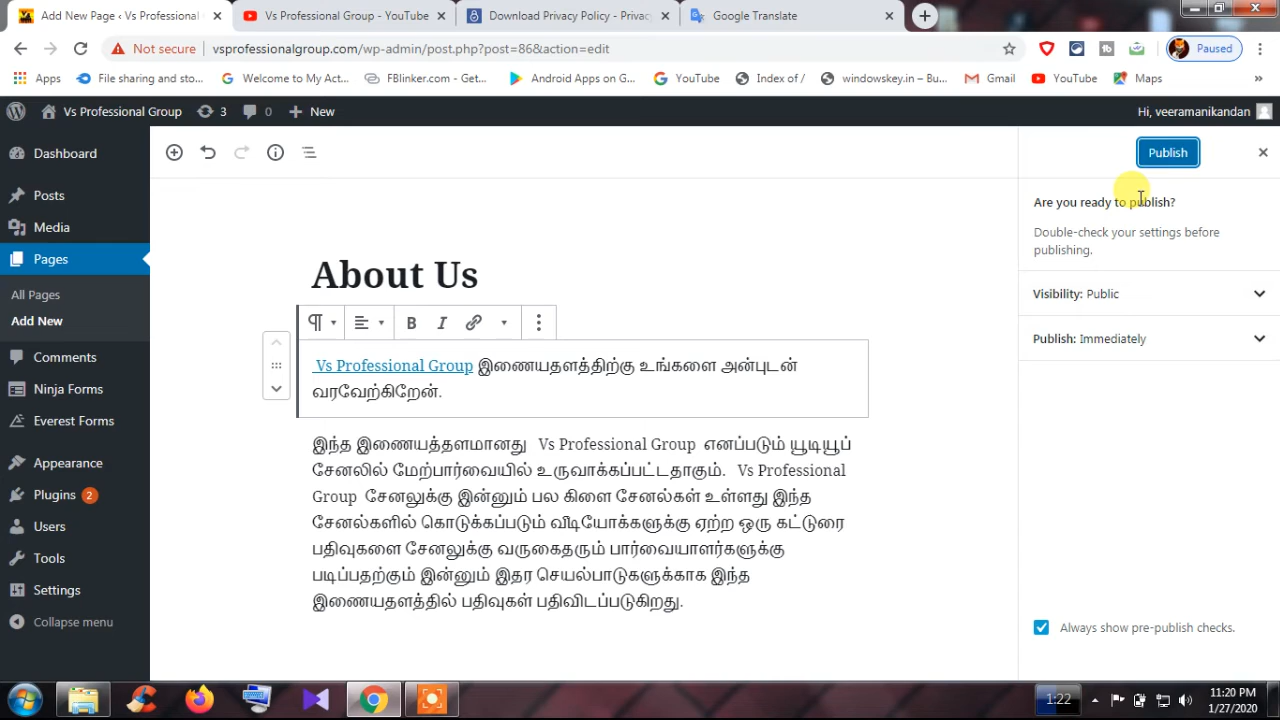 Add New Page ‹ Vs Professional
Vs Professional Group - YouTube
Download Privacy Policy - Privac
Google Translate
Not secure
vsprofessionalgroup.com/wp-admin/post.php?post=86&action=edit
Paused
Apps
File sharing and sto...
Welcome to My Act...
FBlinker.com - Get...
Android Apps on G...
YouTube
Index of /
windowskey.in – Bu...
Gmail
YouTube
Maps
Vs Professional Group
3
0
New
Hi, veeramanikandan
Dashboard
Posts
Media
Pages
All Pages
Add New
Comments
Ninja Forms
Everest Forms
Appearance
Plugins 2
Users
Tools
Settings
Collapse menu
About Us
B I
Vs Professional Group இணையதளத்திற்கு உங்களை அன்புடன்
வரவேற்கிறேன்.
இந்த இணையத்தளமானது Vs Professional Group எனப்படும் யூடியூப்
சேனலில் மேற்பார்வையில் உருவாக்கப்பட்டதாகும். Vs Professional
Group சேனலுக்கு இன்னும் பல கிளை சேனல்கள் உள்ளது இந்த
சேனல்களில் கொடுக்கப்படும் வீடியோக்களுக்கு ஏற்ற ஒரு கட்டுரை
பதிவுகளை சேனலுக்கு வருகைதரும் பார்வையாளர்களுக்கு
படிப்பதற்கும் இன்னும் இதர செயல்பாடுகளுக்காக இந்த
இணையதளத்தில் பதிவுகள் பதிவிடப்படுகிறது.
Publish
Are you ready to publish?
Double-check your settings before
publishing.
Visibility: Public
Publish: Immediately
Always show pre-publish checks.
1:22
11:20 PM
1/27/2020